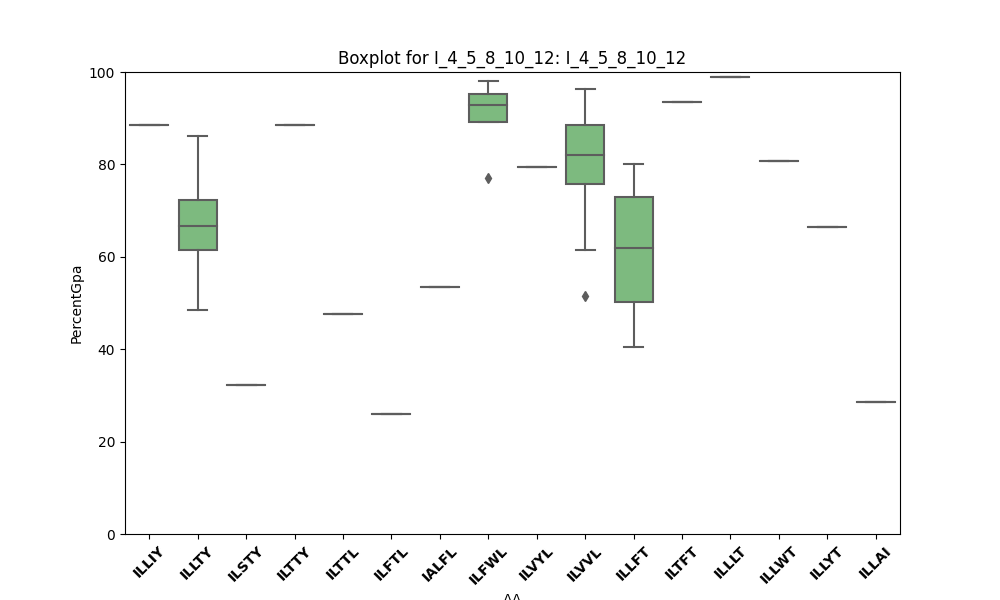 Boxplot for I_4_5_8_10_12: I_4_5_8_10_12
PercentGpa
100
80
60
40
20
0
ILLIY
ILLTY
ILSTY
ILTTY
ILTTL
ILFTL
IALFL
ILFWL
ILVYL
ILVVL
ILLFT
ILTFT
ILLLT
ILLWT
ILLYT
ILLAI
AA